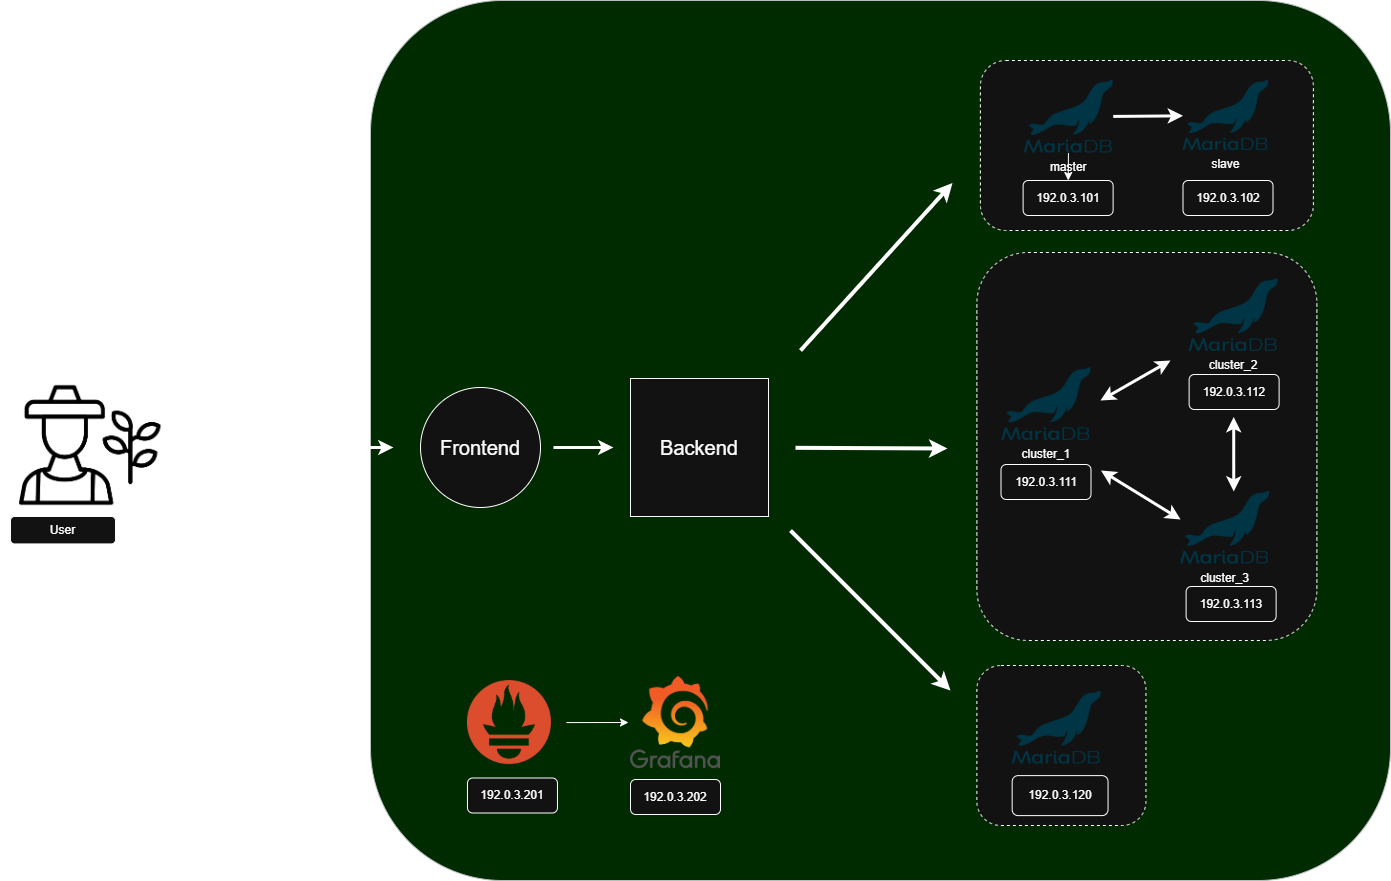 MariaDB
MariaDB
master
slave
192.0.3.101
192.0.3.102
MariaDB
cluster_2
192.0.3.112
MariaDB
cluster_1
192.0.3.111
Frontend
Backend
User
MariaDB
cluster_3
192.0.3.113
Grafana
192.0.3.201
192.0.3.202
MariaDB
192.0.3.120